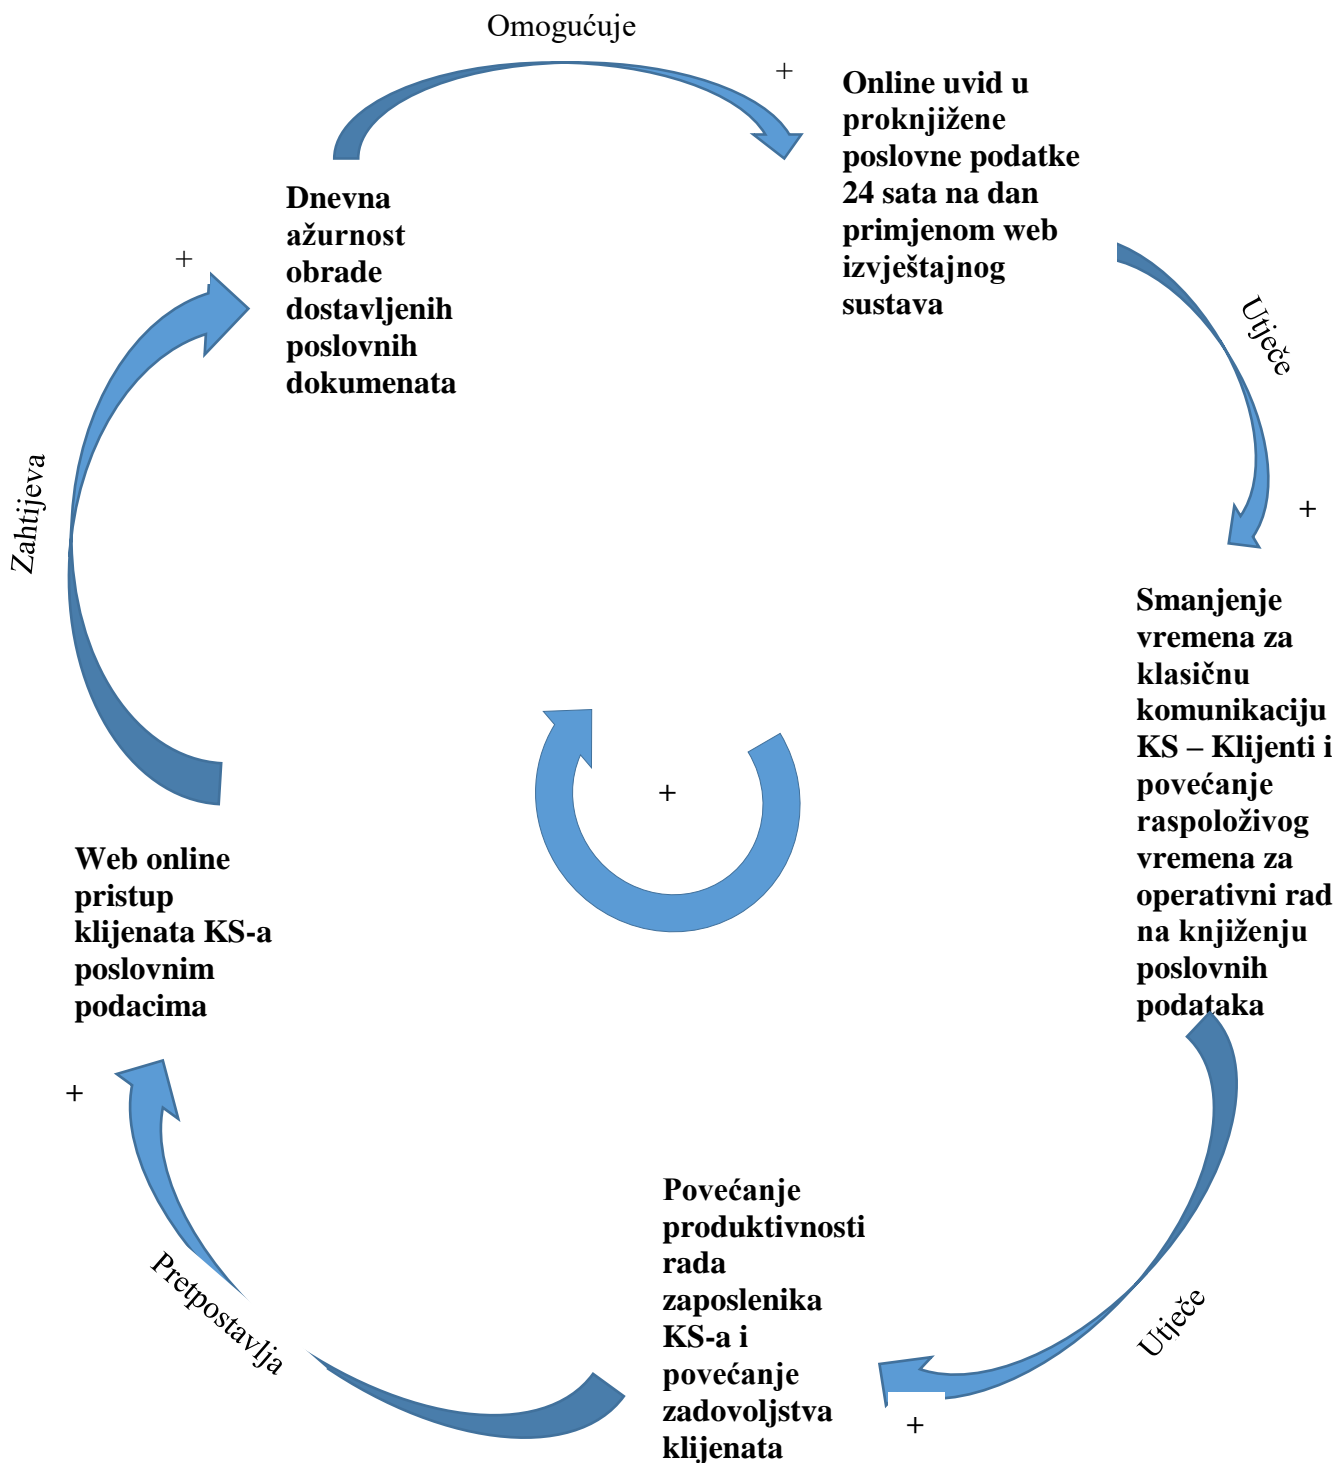 Omogućuje
+
Online uvid u
proknjižene
poslovne podatke
24 sata na dan
primjenom web
izvještajnog
sustava
Dnevna
ažurnost
obrade
dostavljenih
poslovnih
dokumenata
+
Utječe
+
Zahtijeva
Smanjenje
vremena za
klasičnu
komunikaciju
KS – Klijenti i
povećanje
raspoloživog
vremena za
operativni rad
na knjiženju
poslovnih
podataka
+
Web online
pristup
klijenata KS-a
poslovnim
podacima
+
Povećanje
produktivnosti
rada
zaposlenika
KS-a i
povećanje
zadovoljstva
klijenata
Pretpostavlja
Utječe
+